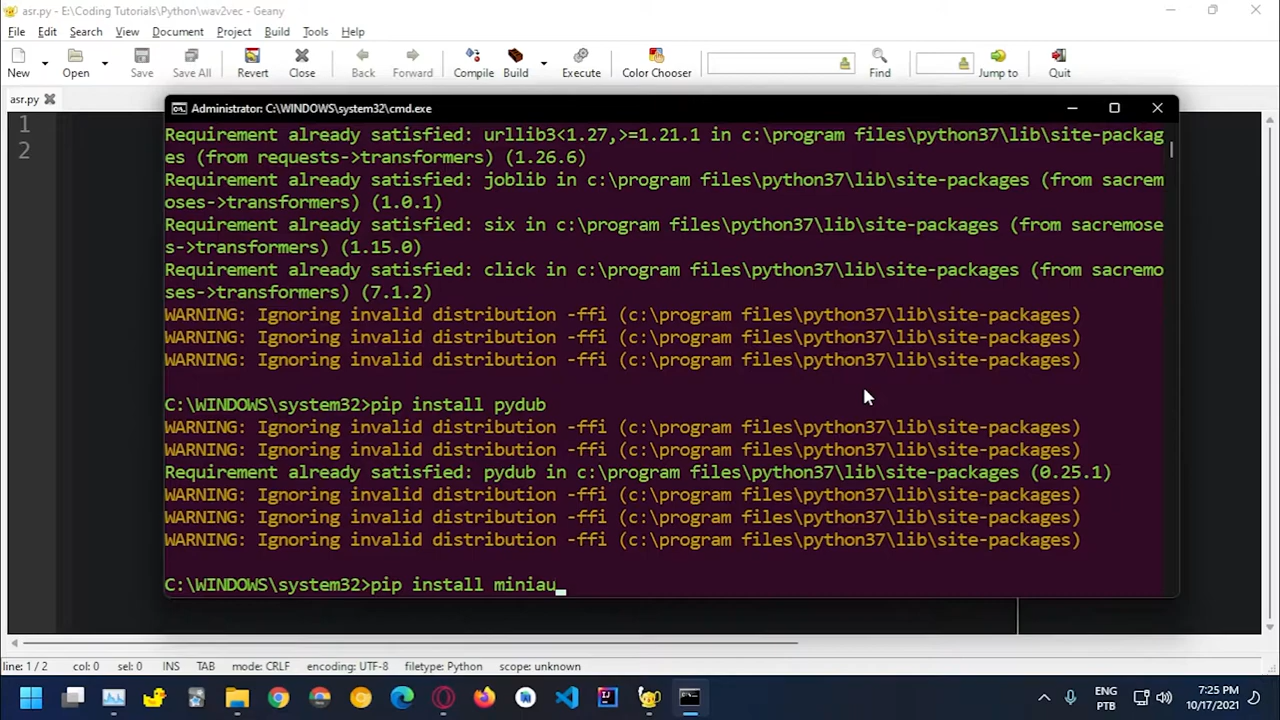 asr.py - E:\Coding Tutorials\Python\wav2vec - Geany
File Edit Search View Document Project Build Tools Help
New Open Save Save All Revert Close Back Forward Compile Build Execute Color Chooser Find Jump to Quit
asr.py
Administrator: C:\WINDOWS\system32\cmd.exe
1
2
Requirement already satisfied: urllib3<1.27,>=1.21.1 in c:\program files\python37\lib\site-packag
es (from requests->transformers) (1.26.6)
Requirement already satisfied: joblib in c:\program files\python37\lib\site-packages (from sacrem
oses->transformers) (1.0.1)
Requirement already satisfied: six in c:\program files\python37\lib\site-packages (from sacremose
s->transformers) (1.15.0)
Requirement already satisfied: click in c:\program files\python37\lib\site-packages (from sacremo
ses->transformers) (7.1.2)
WARNING: Ignoring invalid distribution -ffi (c:\program files\python37\lib\site-packages)
WARNING: Ignoring invalid distribution -ffi (c:\program files\python37\lib\site-packages)
WARNING: Ignoring invalid distribution -ffi (c:\program files\python37\lib\site-packages)
C:\WINDOWS\system32>pip install pydub
WARNING: Ignoring invalid distribution -ffi (c:\program files\python37\lib\site-packages)
WARNING: Ignoring invalid distribution -ffi (c:\program files\python37\lib\site-packages)
Requirement already satisfied: pydub in c:\program files\python37\lib\site-packages (0.25.1)
WARNING: Ignoring invalid distribution -ffi (c:\program files\python37\lib\site-packages)
WARNING: Ignoring invalid distribution -ffi (c:\program files\python37\lib\site-packages)
WARNING: Ignoring invalid distribution -ffi (c:\program files\python37\lib\site-packages)
C:\WINDOWS\system32>pip install miniau
line: 1 / 2 col: 0 sel: 0 INS TAB mode: CRLF encoding: UTF-8 filetype: Python scope: unknown
ENG
PTB
7:25 PM
10/17/2021